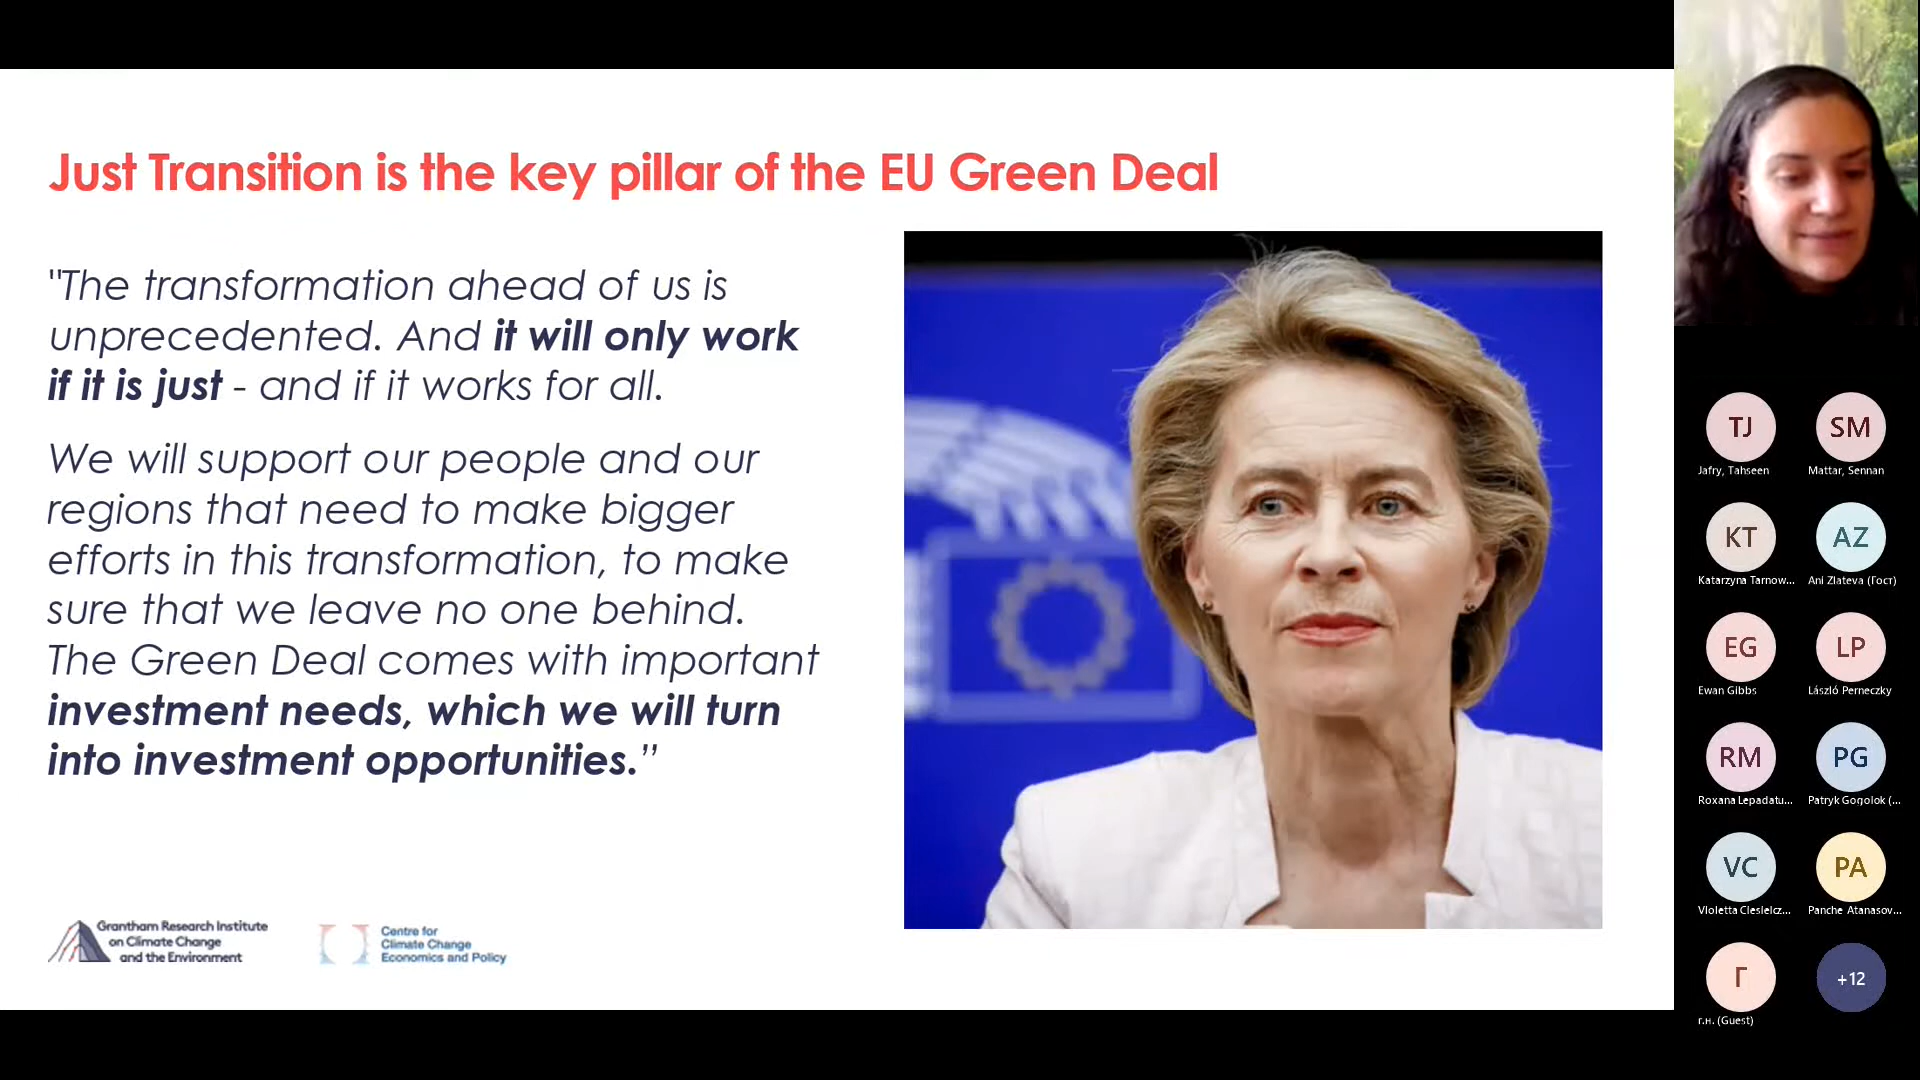 Just Transition is the key pillar of the EU Green Deal
"The transformation ahead of us is
unprecedented. And it will only work
if it is just - and if it works for all.
We will support our people and our
regions that need to make bigger
efforts in this transformation, to make
sure that we leave no one behind.
The Green Deal comes with important
investment needs, which we will turn
into investment opportunities.”
Grantham Research Institute
on Climate Change
and the Environment
Centre for
Climate Change
Economics and Policy
TJ
Jafry, Tahseen
SM
Mattar, Sennan
KT
Katarzyna Tarnow...
AZ
Ani Zlateva (Гост)
EG
Ewan Gibbs
LP
László Perneczky
RM
Roxana Lepadatu...
PG
Patryk Gogolok (...
VC
Violetta Ciesielcz...
PA
Panche Atanasov...
Г
г.н. (Guest)
+12